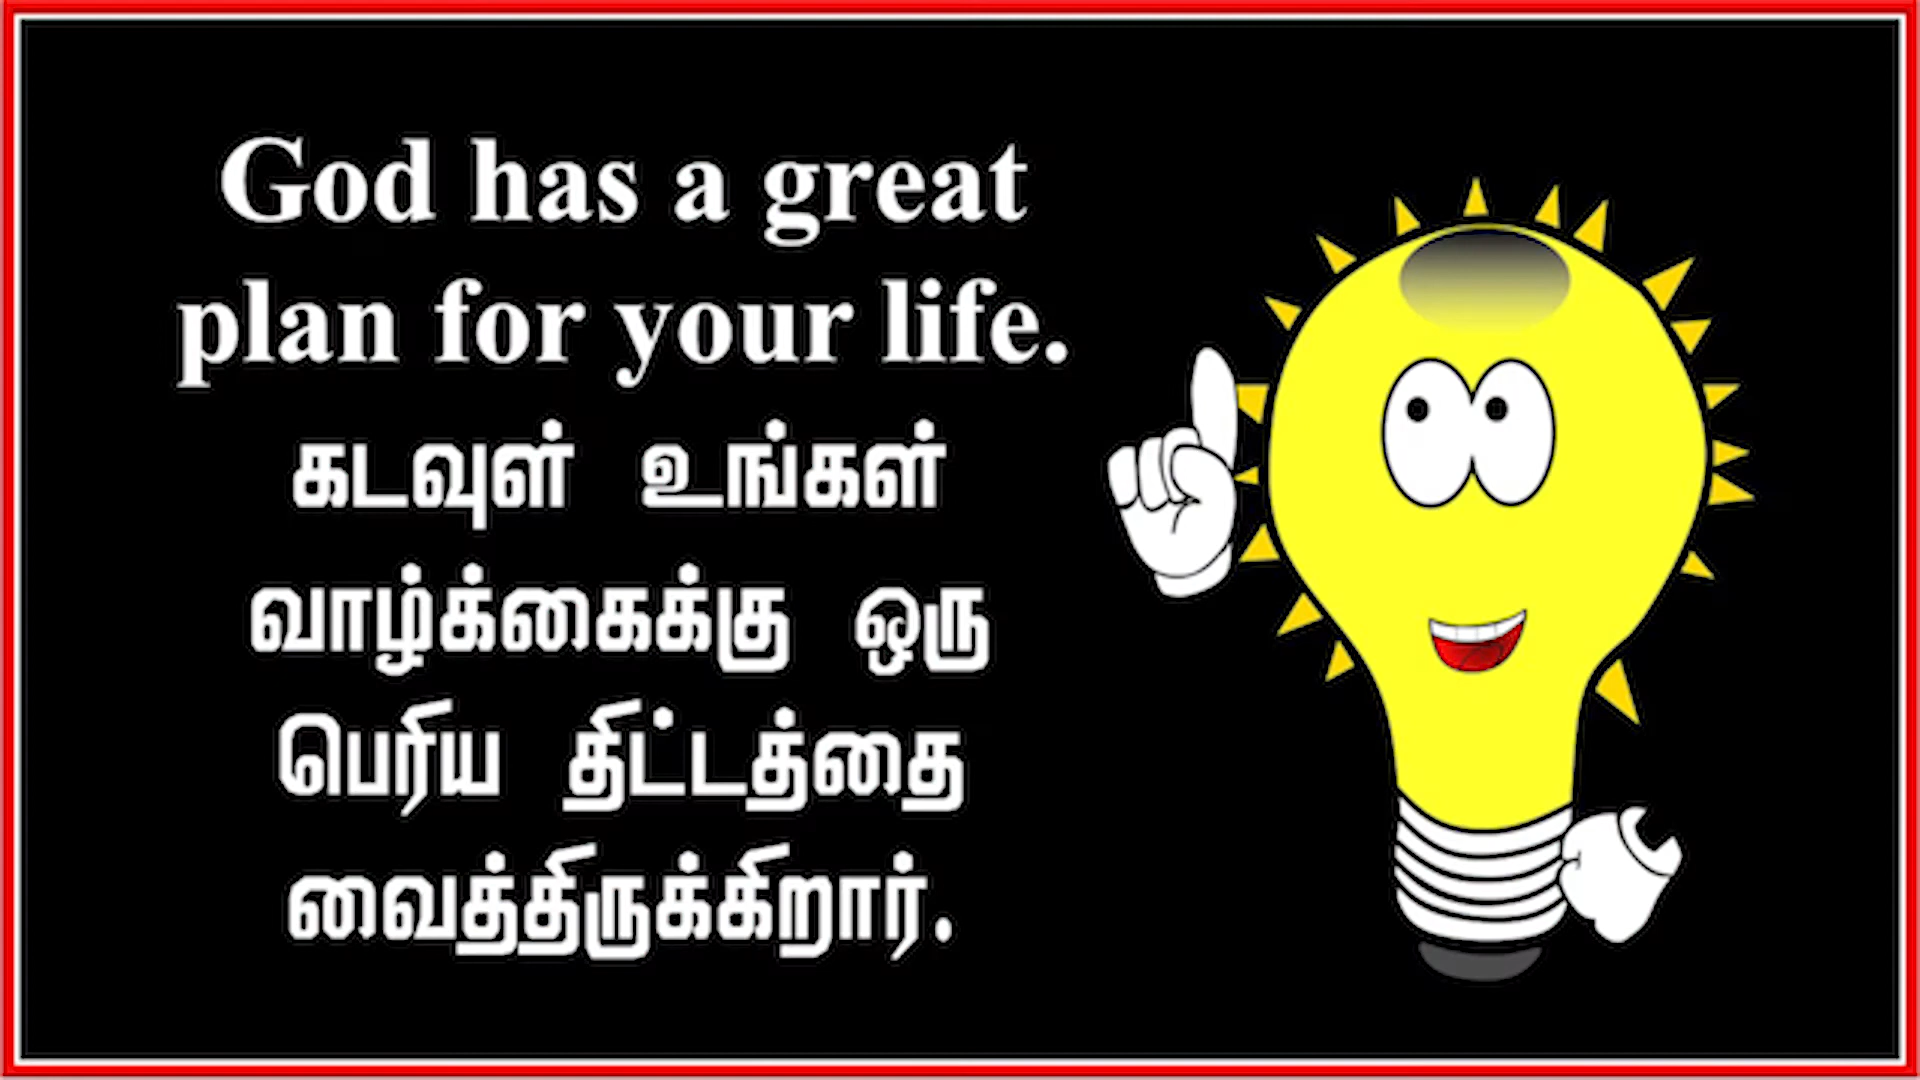 God has a great
plan for your life.
கடவுள் உங்கள்
வாழ்க்கைக்கு ஒரு
பெரிய திட்டத்தை
வைத்திருக்கிறார்.